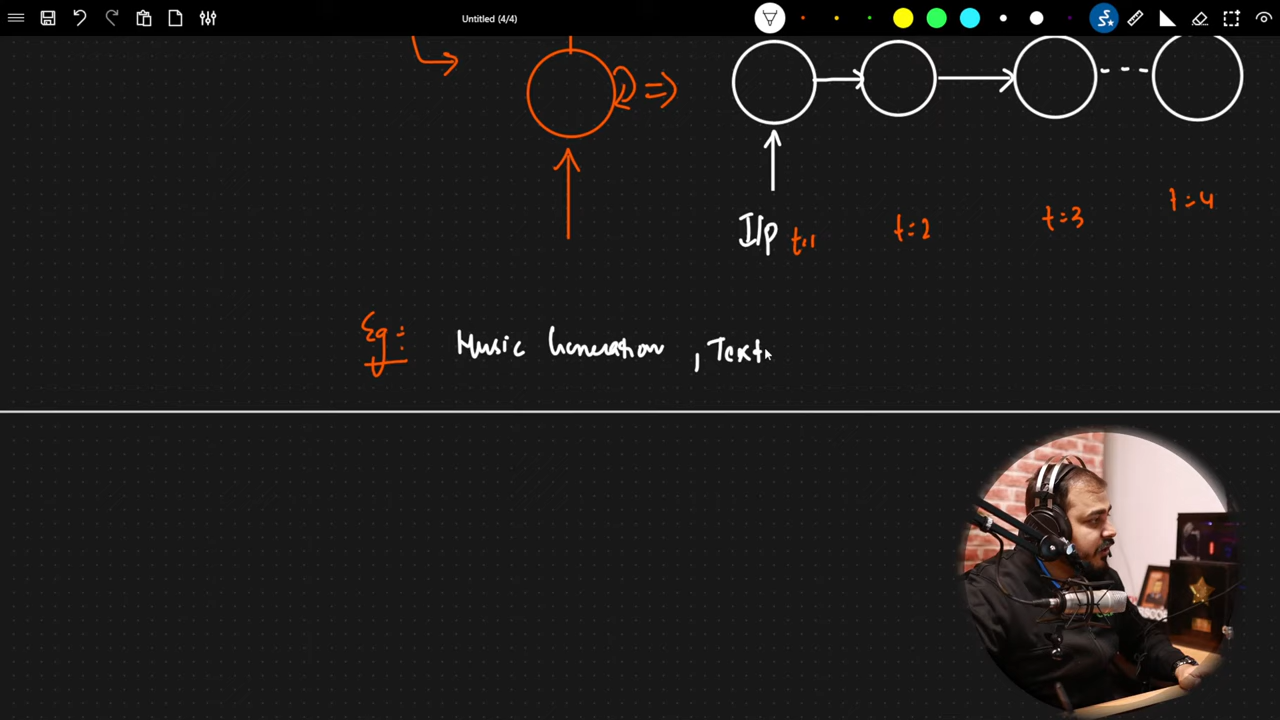 Untitled (4/4)
I/p t=1 t=2 t=3 t=4
Eg: Music Generation , Text